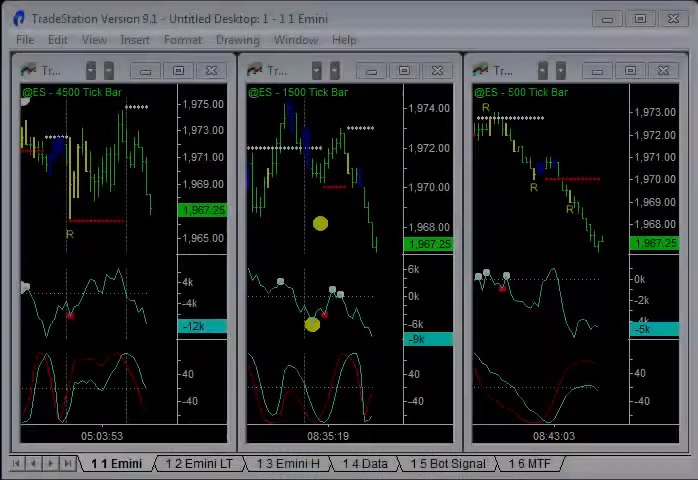 TradeStation Version 9.1 - Untitled Desktop: 1 - 1 1 Emini
File Edit View Insert Format Drawing Window Help
Tr...
@ES - 4500 Tick Bar
1,975.00
1,973.00
1,971.00
1,969.00
1,967.25
1,965.00
R
4k
-4k
-12k
40
-40
05:03:53
Tr...
@ES - 1500 Tick Bar
1,974.00
1,972.00
1,970.00
1,968.00
1,967.25
6k
0k
-6k
-9k
40
-40
08:35:19
Tr...
@ES - 500 Tick Bar
R
1,973.00
1,972.00
1,971.00
1,970.00
R
1,969.00
R
1,968.00
1,967.25
0k
-2k
-4k
-5k
40
-40
08:43:03
1 1 Emini 1 2 Emini LT 1 3 Emini H 1 4 Data 1 5 Bot Signal 1 6 MTF